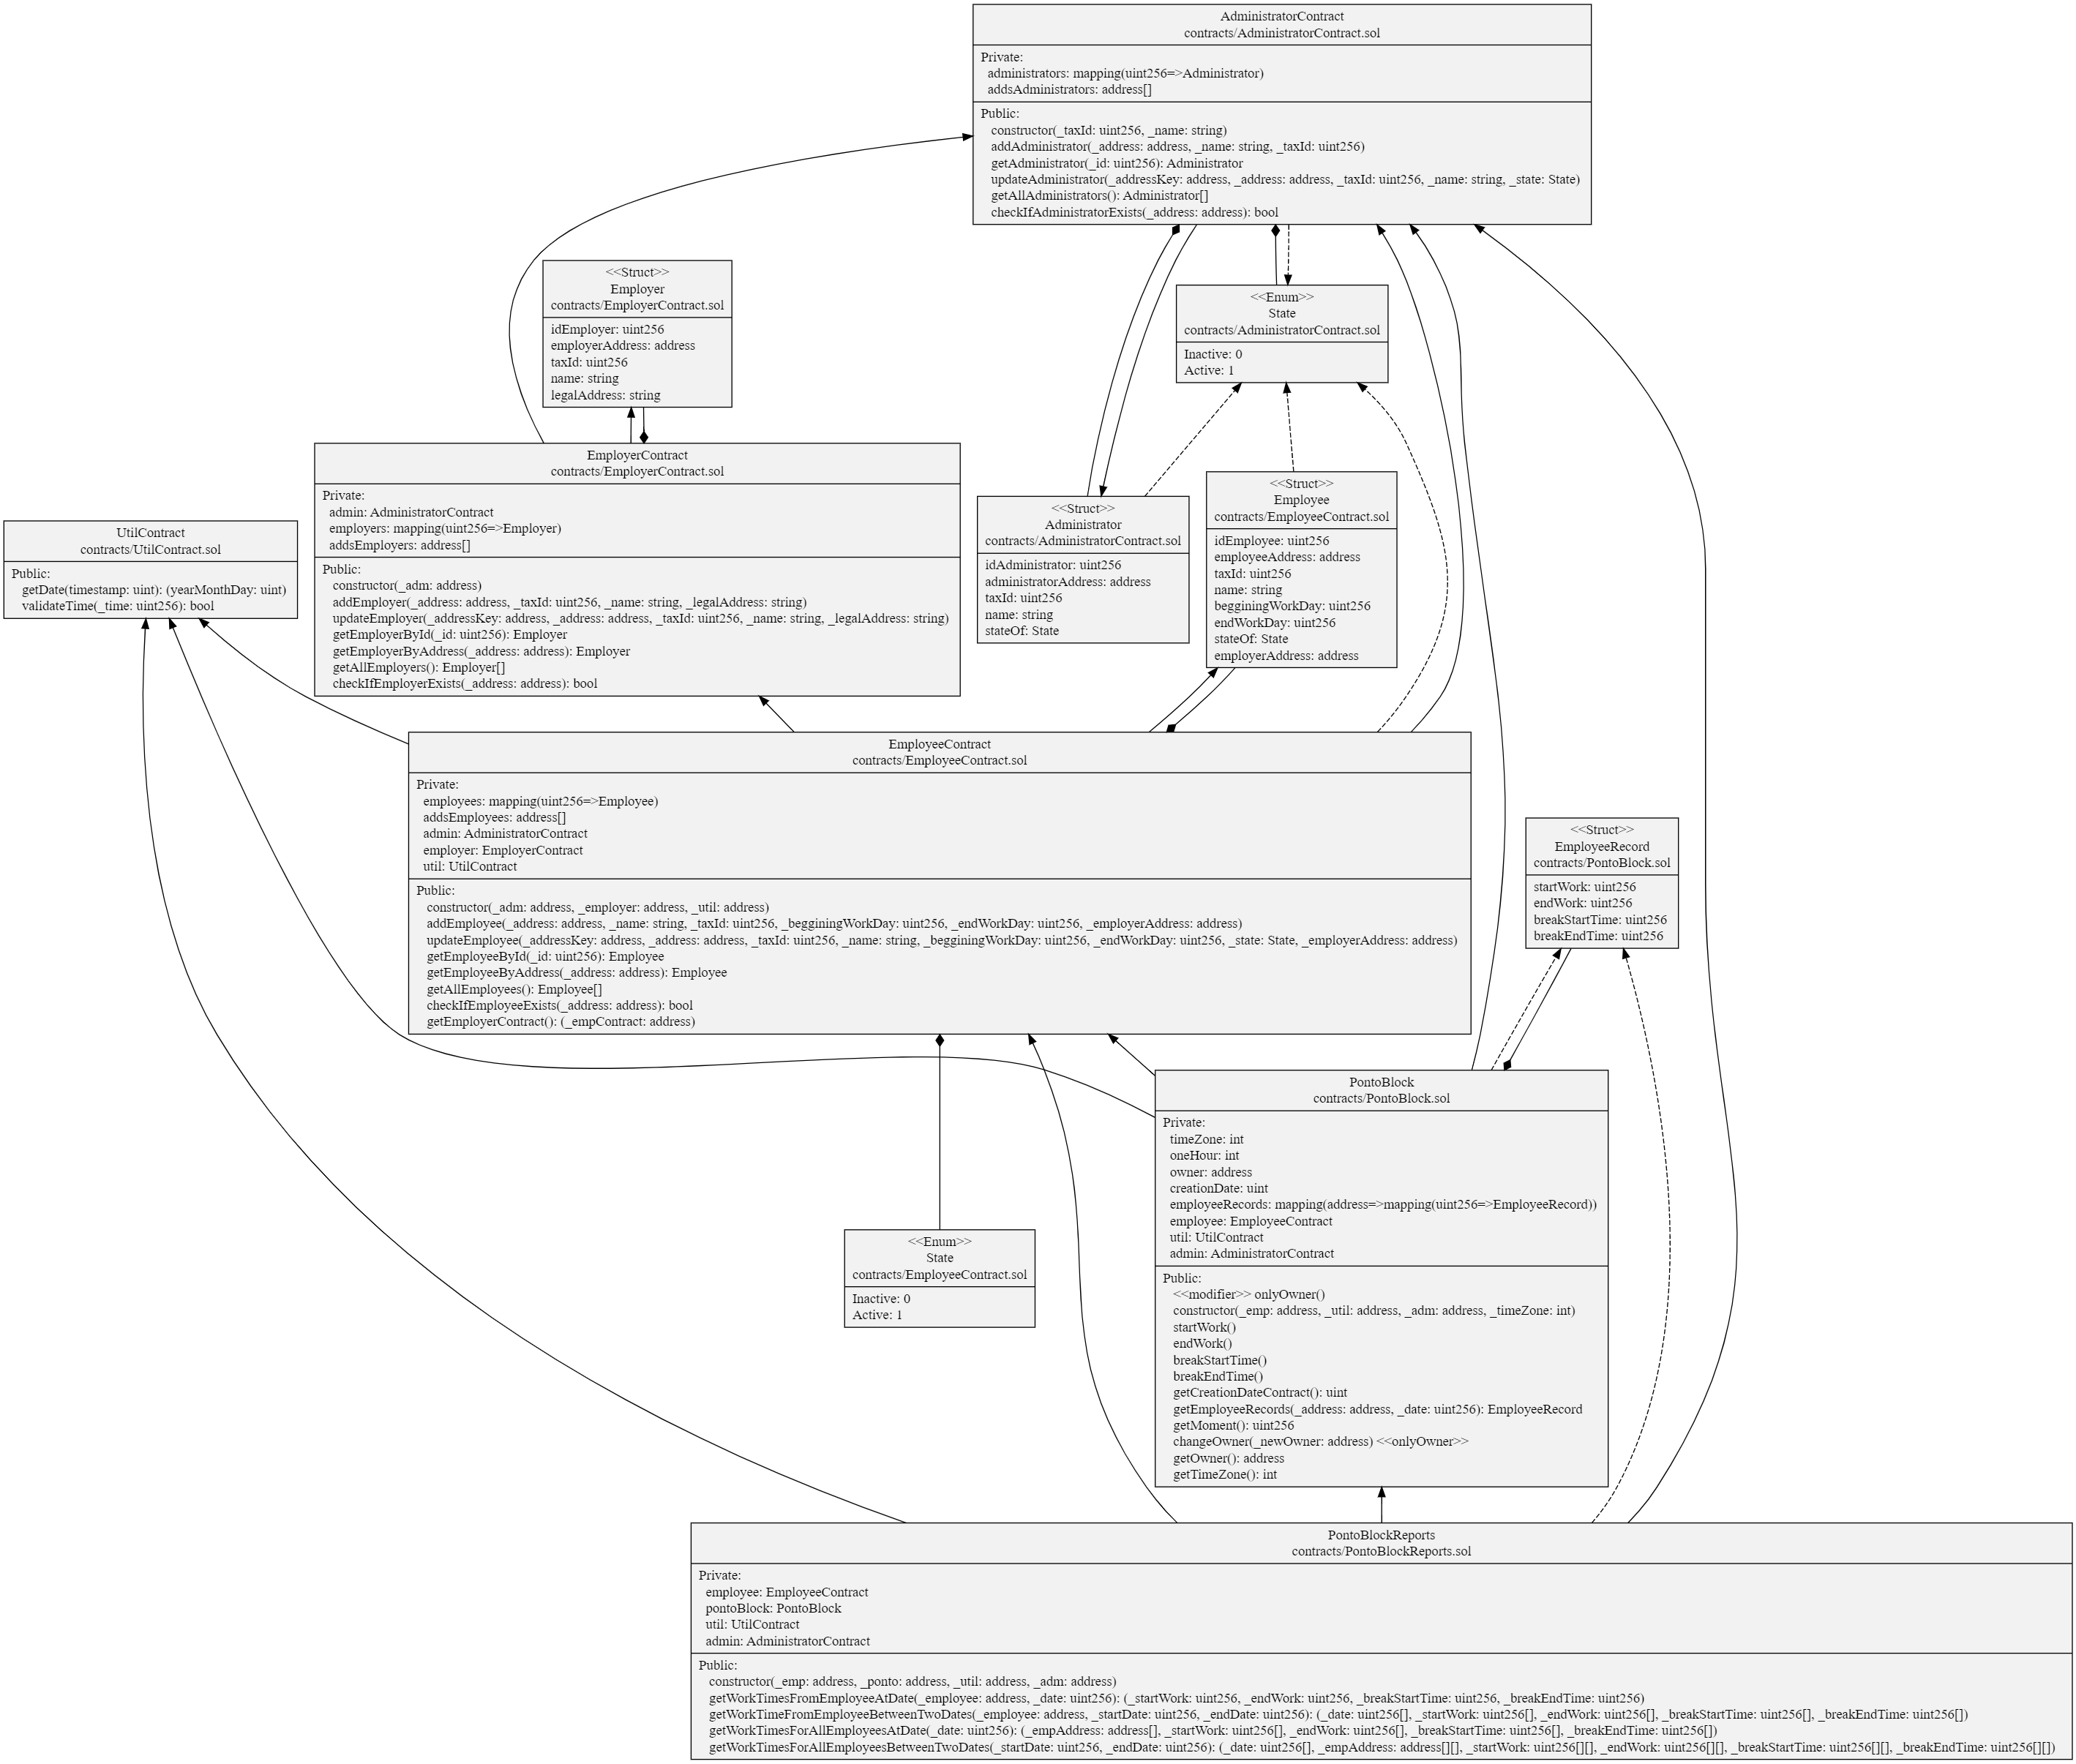 AdministratorContract
contracts/AdministratorContract.sol
Private:
administrators: mapping(uint256=>Administrator)
addsAdministrators: address[]
Public:
constructor(_taxId: uint256, _name: string)
addAdministrator(_address: address, _name: string, _taxId: uint256)
getAdministrator(_id: uint256): Administrator
updateAdministrator(_addressKey: address, _address: address, _taxId: uint256, _name: string, _state: State)
getAllAdministrators(): Administrator[]
checkIfAdministratorExists(_address: address): bool
<<Struct>>
Employer
contracts/EmployerContract.sol
idEmployer: uint256
employerAddress: address
taxId: uint256
name: string
legalAddress: string
<<Enum>>
State
contracts/AdministratorContract.sol
Inactive: 0
Active: 1
EmployerContract
contracts/EmployerContract.sol
Private:
admin: AdministratorContract
employers: mapping(uint256=>Employer)
addsEmployers: address[]
Public:
constructor(_adm: address)
addEmployer(_address: address, _taxId: uint256, _name: string, _legalAddress: string)
updateEmployer(_addressKey: address, _address: address, _taxId: uint256, _name: string, _legalAddress: string)
getEmployerById(_id: uint256): Employer
getEmployerByAddress(_address: address): Employer
getAllEmployers(): Employer[]
checkIfEmployerExists(_address: address): bool
<<Struct>>
Administrator
contracts/AdministratorContract.sol
idAdministrator: uint256
administratorAddress: address
taxId: uint256
name: string
stateOf: State
<<Struct>>
Employee
contracts/EmployeeContract.sol
idEmployee: uint256
employeeAddress: address
taxId: uint256
name: string
begginingWorkDay: uint256
endWorkDay: uint256
stateOf: State
employerAddress: address
UtilContract
contracts/UtilContract.sol
Public:
getDate(timestamp: uint): (yearMonthDay: uint)
validateTime(_time: uint256): bool
EmployeeContract
contracts/EmployeeContract.sol
Private:
employees: mapping(uint256=>Employee)
addsEmployees: address[]
admin: AdministratorContract
employer: EmployerContract
util: UtilContract
Public:
constructor(_adm: address, _employer: address, _util: address)
addEmployee(_address: address, _name: string, _taxId: uint256, _begginingWorkDay: uint256, _endWorkDay: uint256, _employerAddress: address)
updateEmployee(_addressKey: address, _address: address, _taxId: uint256, _name: string, _begginingWorkDay: uint256, _endWorkDay: uint256, _state: State, _employerAddress: address)
getEmployeeById(_id: uint256): Employee
getEmployeeByAddress(_address: address): Employee
getAllEmployees(): Employee[]
checkIfEmployeeExists(_address: address): bool
getEmployerContract(): (_empContract: address)
<<Struct>>
EmployeeRecord
contracts/PontoBlock.sol
startWork: uint256
endWork: uint256
breakStartTime: uint256
breakEndTime: uint256
<<Enum>>
State
contracts/EmployeeContract.sol
Inactive: 0
Active: 1
PontoBlock
contracts/PontoBlock.sol
Private:
timeZone: int
oneHour: int
owner: address
creationDate: uint
employeeRecords: mapping(address=>mapping(uint256=>EmployeeRecord))
employee: EmployeeContract
util: UtilContract
admin: AdministratorContract
Public:
<<modifier>> onlyOwner()
constructor(_emp: address, _util: address, _adm: address, _timeZone: int)
startWork()
endWork()
breakStartTime()
breakEndTime()
getCreationDateContract(): uint
getEmployeeRecords(_address: address, _date: uint256): EmployeeRecord
getMoment(): uint256
changeOwner(_newOwner: address) <<onlyOwner>>
getOwner(): address
getTimeZone(): int
PontoBlockReports
contracts/PontoBlockReports.sol
Private:
employee: EmployeeContract
pontoBlock: PontoBlock
util: UtilContract
admin: AdministratorContract
Public:
constructor(_emp: address, _ponto: address, _util: address, _adm: address)
getWorkTimesFromEmployeeAtDate(_employee: address, _date: uint256): (_startWork: uint256, _endWork: uint256, _breakStartTime: uint256, _breakEndTime: uint256)
getWorkTimeFromEmployeeBetweenTwoDates(_employee: address, _startDate: uint256, _endDate: uint256): (_date: uint256[], _startWork: uint256[], _endWork: uint256[], _breakStartTime: uint256[], _breakEndTime: uint256[])
getWorkTimesForAllEmployeesAtDate(_date: uint256): (_empAddress: address[], _startWork: uint256[], _endWork: uint256[], _breakStartTime: uint256[], _breakEndTime: uint256[])
getWorkTimesForAllEmployeesBetweenTwoDates(_startDate: uint256, _endDate: uint256): (_date: uint256[], _empAddress: address[][], _startWork: uint256[][], _endWork: uint256[][], _breakStartTime: uint256[][], _breakEndTime: uint256[][])